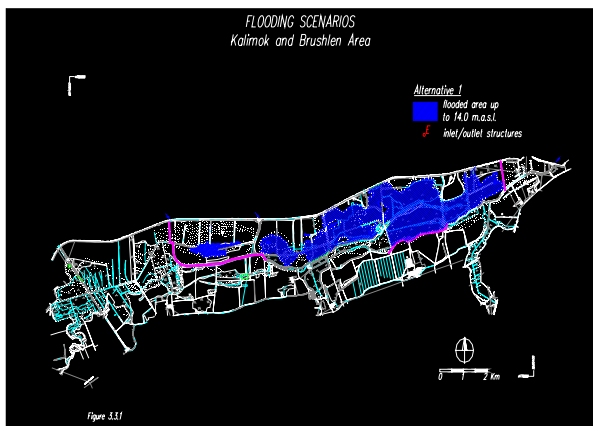 FLOODING SCENARIOS
Kalimok and Brushlen Area
Alternative 1
flooded area up
to 14.0 m.a.s.l.
inlet/outlet structures
0 1 2 Km
Figure 3.3.1